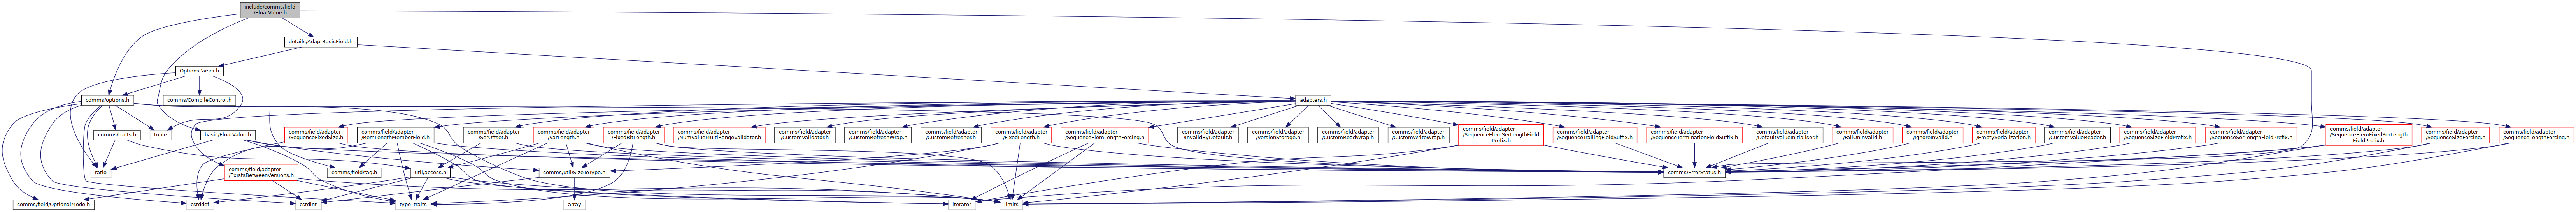 include/comms/field
/FloatValue.h
details/AdaptBasicField.h
OptionsParser.h
comms/options.h
comms/CompileControl.h
adapters.h
comms/traits.h
tuple
basic/FloatValue.h
comms/field/adapter
/SequenceFixedSize.h
comms/field/adapter
/RemLengthMemberField.h
comms/field/adapter
/SerOffset.h
comms/field/adapter
/VarLength.h
comms/field/adapter
/FixedBitLength.h
comms/field/adapter
/NumValueMultiRangeValidator.h
comms/field/adapter
/CustomValidator.h
comms/field/adapter
/CustomRefreshWrap.h
comms/field/adapter
/CustomRefresher.h
comms/field/adapter
/FixedLength.h
comms/field/adapter
/SequenceElemLengthForcing.h
comms/field/adapter
/InvalidByDefault.h
comms/field/adapter
/VersionStorage.h
comms/field/adapter
/CustomReadWrap.h
comms/field/adapter
/CustomWriteWrap.h
comms/field/adapter
/SequenceElemSerLengthField
Prefix.h
comms/field/adapter
/SequenceTrailingFieldSuffix.h
comms/field/adapter
/SequenceTerminationFieldSuffix.h
comms/field/adapter
/DefaultValueInitialiser.h
comms/field/adapter
/FailOnInvalid.h
comms/field/adapter
/IgnoreInvalid.h
comms/field/adapter
/EmptySerialization.h
comms/field/adapter
/CustomValueReader.h
comms/field/adapter
/SequenceSizeFieldPrefix.h
comms/field/adapter
/SequenceSerLengthFieldPrefix.h
comms/field/adapter
/SequenceElemFixedSerLength
FieldPrefix.h
comms/field/adapter
/SequenceSizeForcing.h
comms/field/adapter
/SequenceLengthForcing.h
ratio
comms/field/adapter
/ExistsBetweenVersions.h
comms/field/tag.h
util/access.h
comms/util/SizeToType.h
comms/ErrorStatus.h
comms/field/OptionalMode.h
cstddef
cstdint
type_traits
array
iterator
limits